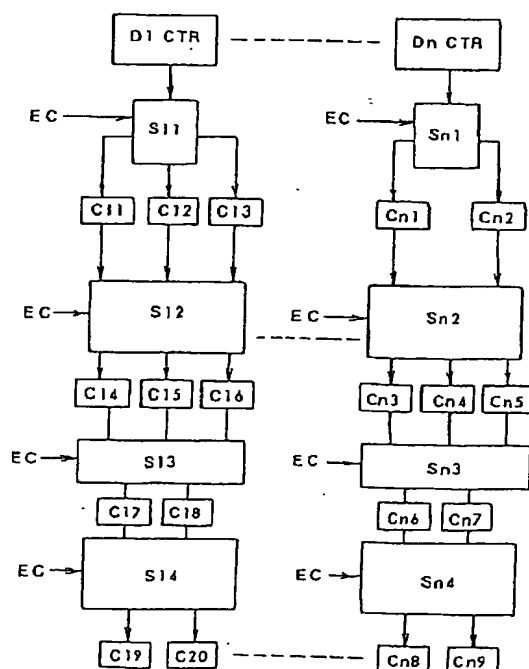 D1 CTR
Dn CTR
EC
S11
EC
Sn1
C11
C12
C13
Cn1
Cn2
EC
S12
EC
Sn2
C14
C15
C16
Cn3
Cn4
Cn5
EC
S13
EC
Sn3
C17
C18
Cn6
Cn7
EC
S14
EC
Sn4
C19
C20
Cn8
Cn9